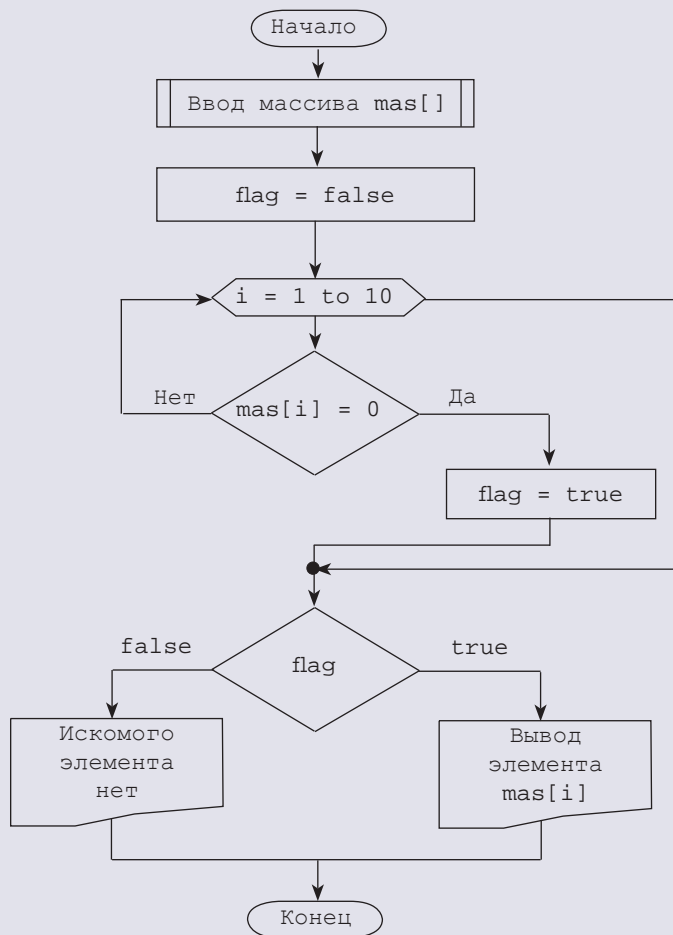 Начало
Ввод массива mas[]
flag = false
i = 1 to 10
Нет
mas[i] = 0
Да
flag = true
false
flag
true
Искомого
элемента
нет
Вывод
элемента
mas[i]
Конец